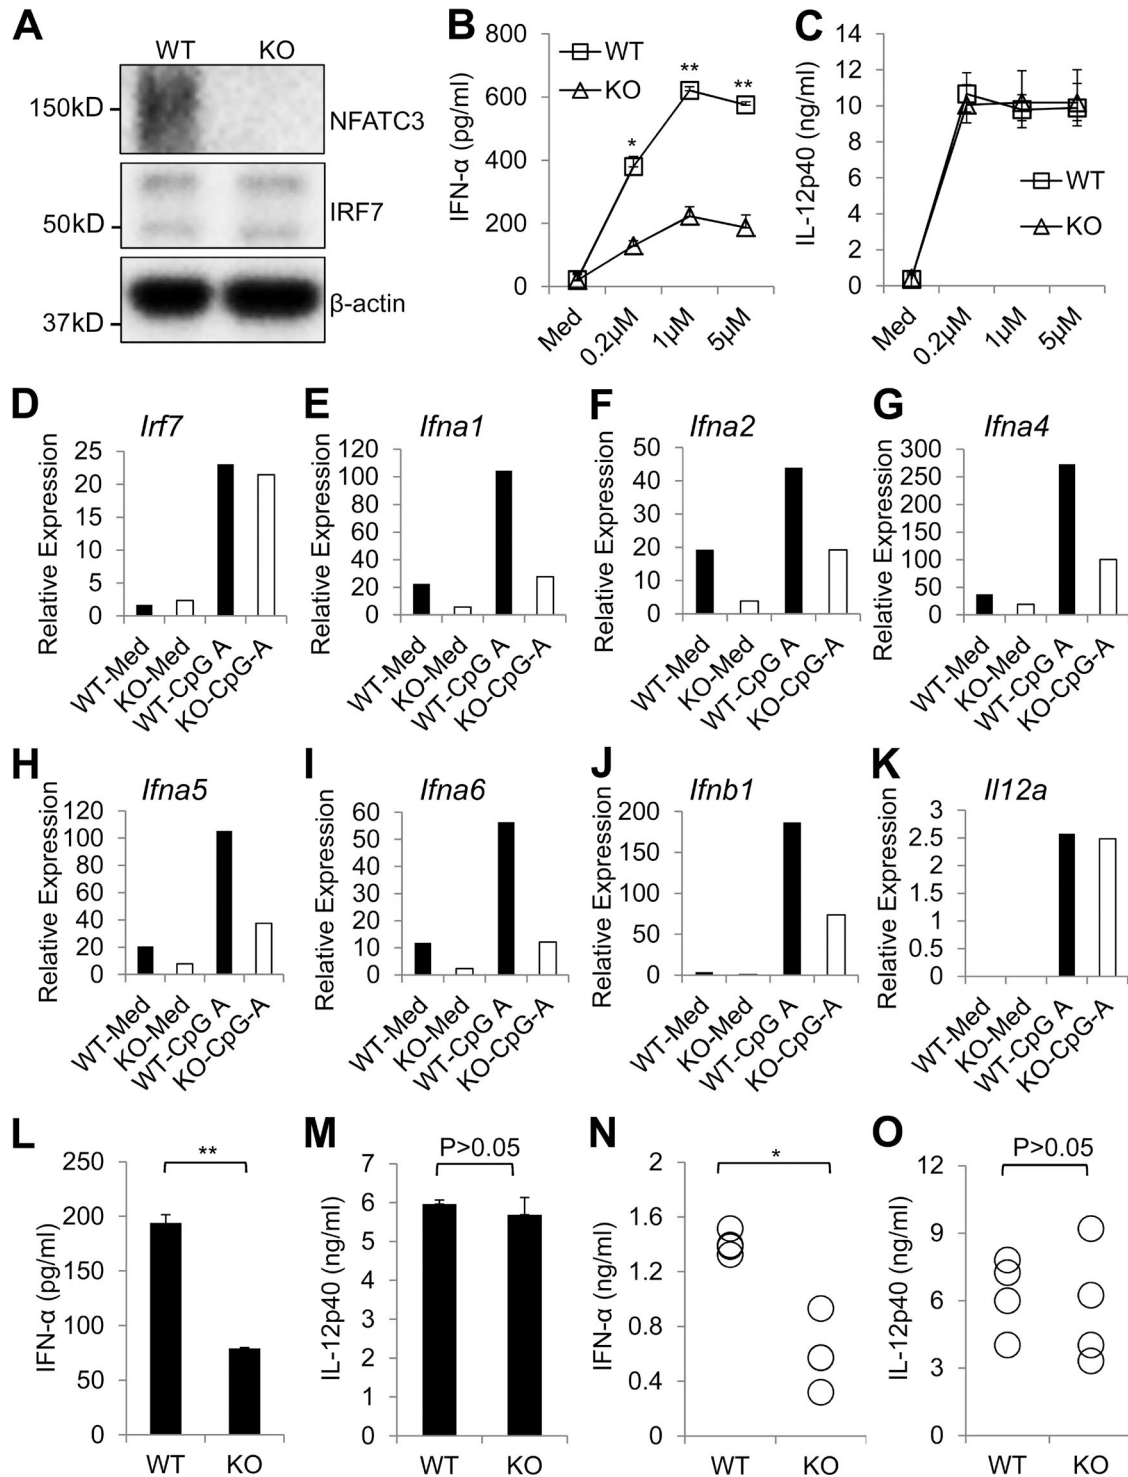 A
WT KO
150kD
NFATC3
50kD
IRF7
37kD
β-actin
B
IFN-α (pg/ml)
800
600
400
200
0
WT
KO
*
**
**
Med
0.2µM
1µM
5µM
C
IL-12p40 (ng/ml)
14
12
10
8
6
4
2
0
WT
KO
Med
0.2µM
1µM
5µM
D
Irf7
Relative Expression
25
20
15
10
5
0
WT-Med
KO-Med
WT-CpG A
KO-CpG-A
E
Ifna1
Relative Expression
120
100
80
60
40
20
0
WT-Med
KO-Med
WT-CpG A
KO-CpG-A
F
Ifna2
Relative Expression
50
40
30
20
10
0
WT-Med
KO-Med
WT-CpG A
KO-CpG-A
G
Ifna4
Relative Expression
300
250
200
150
100
50
0
WT-Med
KO-Med
WT-CpG A
KO-CpG-A
H
Ifna5
Relative Expression
120
100
80
60
40
20
0
WT-Med
KO-Med
WT-CpG A
KO-CpG-A
I
Ifna6
Relative Expression
60
50
40
30
20
10
0
WT-Med
KO-Med
WT-CpG A
KO-CpG-A
J
Ifnb1
Relative Expression
200
150
100
50
0
WT-Med
KO-Med
WT-CpG A
KO-CpG-A
K
Il12a
Relative Expression
3
2.5
2
1.5
1
0.5
0
WT-Med
KO-Med
WT-CpG A
KO-CpG-A
L
IFN-α (pg/ml)
250
200
150
100
50
0
**
WT KO
M
IL-12p40 (ng/ml)
7
6
5
4
3
2
1
0
P>0.05
WT KO
N
IFN-α (ng/ml)
2
1.6
1.2
0.8
0.4
0
*
WT KO
O
IL-12p40 (ng/ml)
12
9
6
3
0
P>0.05
WT KO